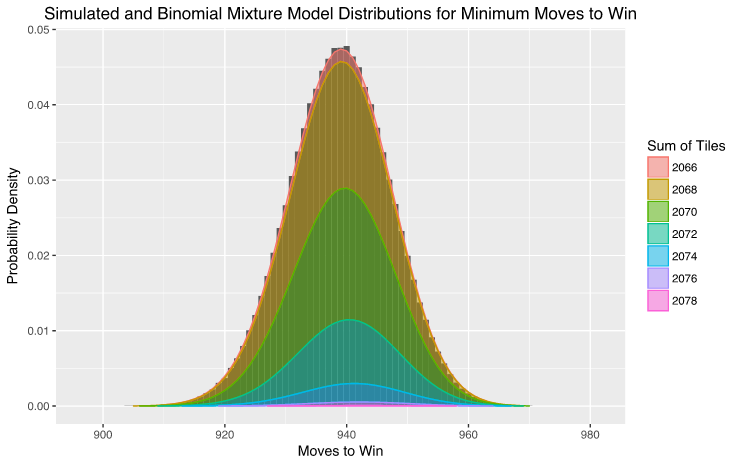 Simulated and Binomial Mixture Model Distributions for Minimum Moves to Win
0.05
0.04
0.03
0.02
0.01
0.00
Probability Density
900 920 940 960 980
Moves to Win
Sum of Tiles
2066
2068
2070
2072
2074
2076
2078